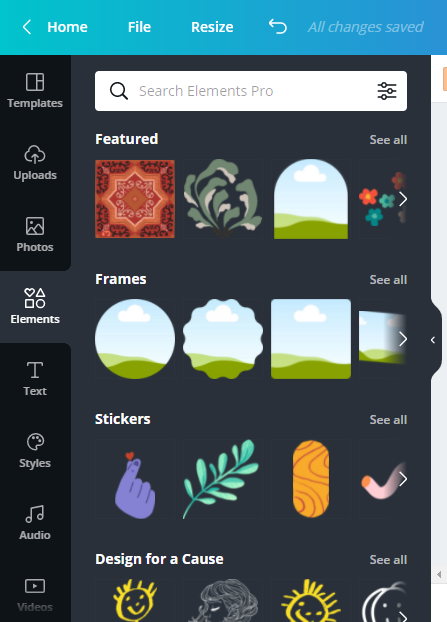 Home File Resize All changes saved
Templates
Uploads
Photos
Elements
Text
Styles
Audio
Videos
Search Elements Pro
Featured See all
Frames See all
Stickers See all
Design for a Cause See all